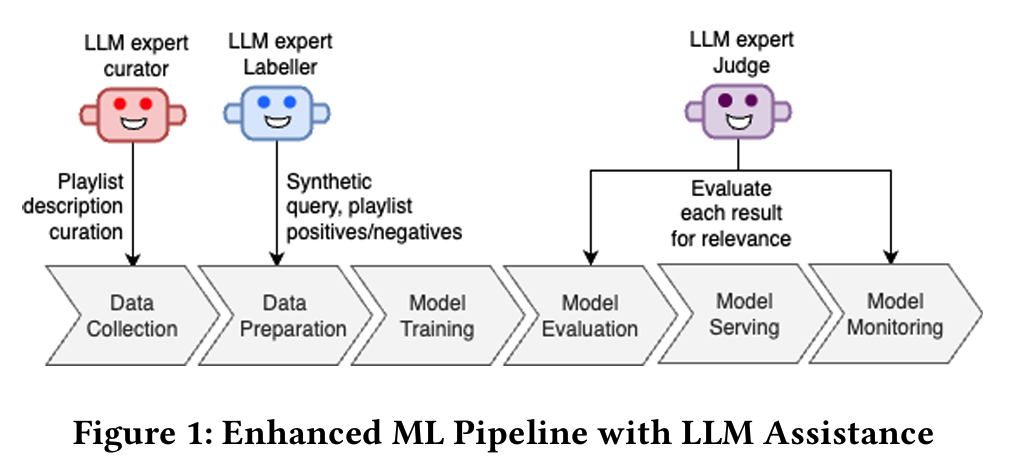 LLM expert
curator
LLM expert
Labeller
LLM expert
Judge
Playlist
description
curation
Synthetic
query, playlist
positives/negatives
Evaluate
each result
for relevance
Data
Collection
Data
Preparation
Model
Training
Model
Evaluation
Model
Serving
Model
Monitoring
Figure 1: Enhanced ML Pipeline with LLM Assistance